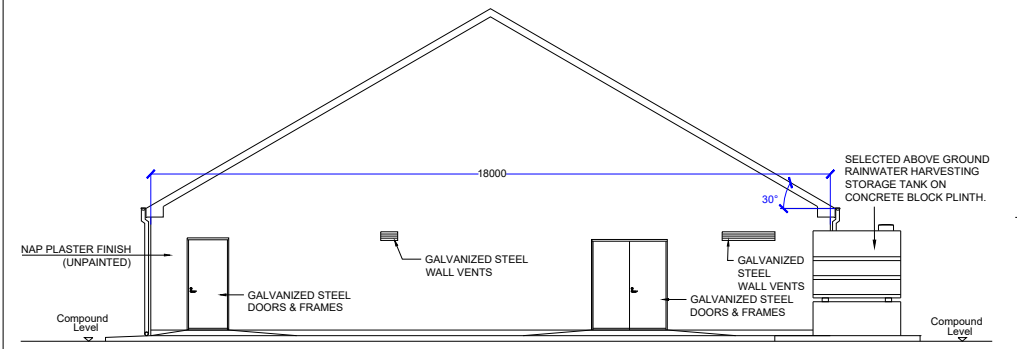 18000
30°
SELECTED ABOVE GROUND
RAINWATER HARVESTING
STORAGE TANK ON
CONCRETE BLOCK PLINTH.
NAP PLASTER FINISH
(UNPAINTED)
GALVANIZED STEEL
WALL VENTS
GALVANIZED
STEEL
WALL VENTS
GALVANIZED STEEL
DOORS & FRAMES
GALVANIZED STEEL
DOORS & FRAMES
Compound
Level
Compound
Level